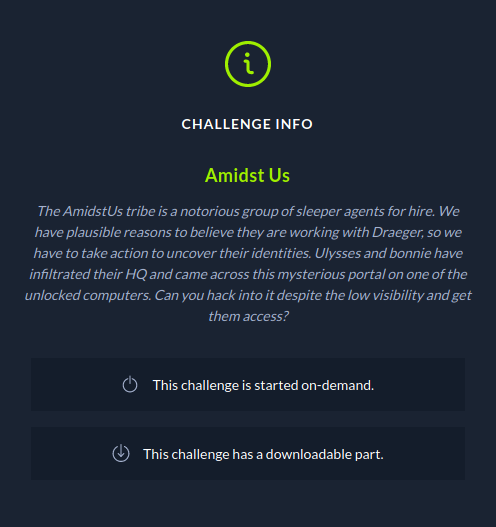 CHALLENGE INFO
Amidst Us
The AmidstUs tribe is a notorious group of sleeper agents for hire. We
have plausible reasons to believe they are working with Draeger, so we
have to take action to uncover their identities. Ulysses and bonnie have
infiltrated their HQ and came across this mysterious portal on one of the
unlocked computers. Can you hack into it despite the low visibility and get
them access?
This challenge is started on-demand.
This challenge has a downloadable part.